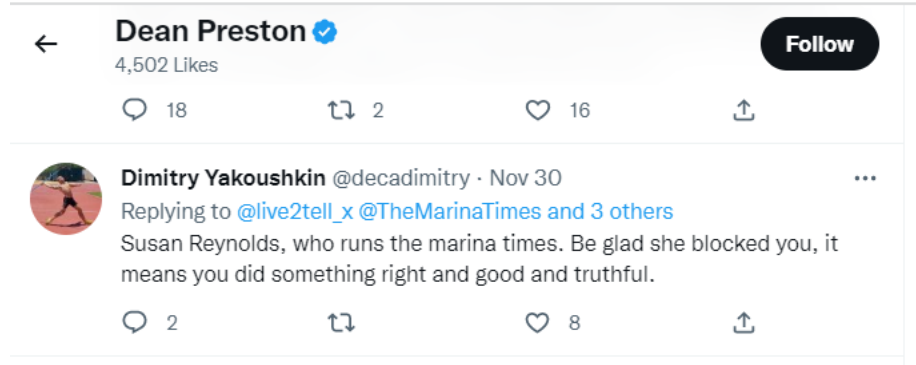 Dean Preston
4,502 Likes
Follow
18 2 16
Dimitry Yakoushkin @decadimitry · Nov 30
Replying to @live2tell_x @TheMarinaTimes and 3 others
Susan Reynolds, who runs the marina times. Be glad she blocked you, it
means you did something right and good and truthful.
2 8